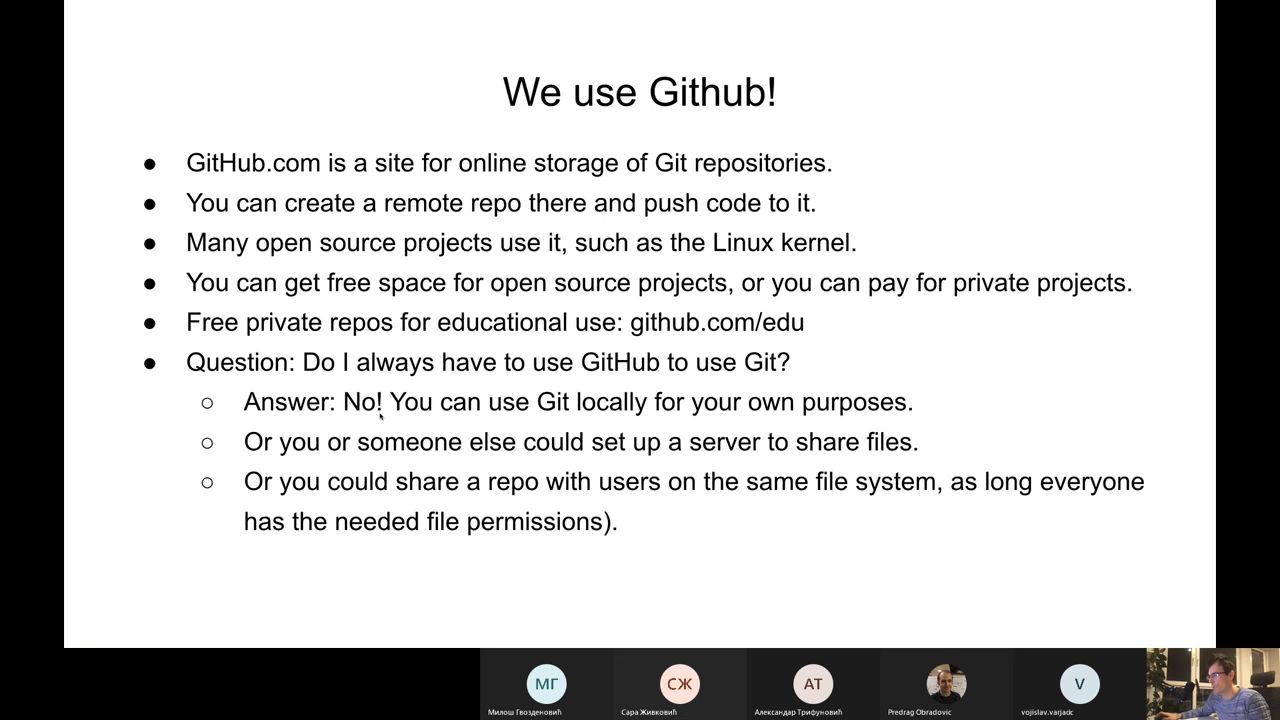 We use Github!
● GitHub.com is a site for online storage of Git repositories.
● You can create a remote repo there and push code to it.
● Many open source projects use it, such as the Linux kernel.
● You can get free space for open source projects, or you can pay for private projects.
● Free private repos for educational use: github.com/edu
● Question: Do I always have to use GitHub to use Git?
○ Answer: No! You can use Git locally for your own purposes.
○ Or you or someone else could set up a server to share files.
○ Or you could share a repo with users on the same file system, as long everyone
has the needed file permissions).
МГ
СЖ
АТ
V
Милош Гвозденовић
Сара Живковић
Александар Трифуновић
Predrag Obradovic
vojislav.varjacic